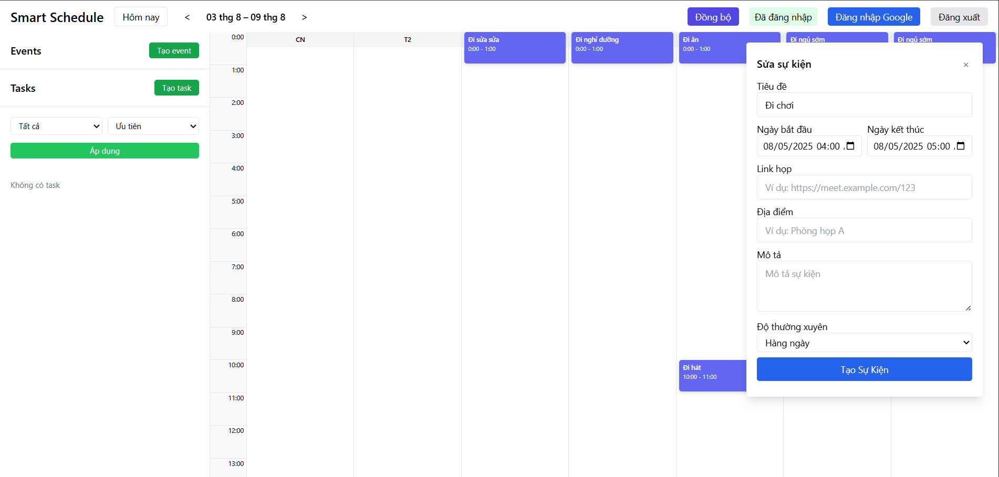 Smart Schedule
Hôm nay
<
03 thg 8 – 09 thg 8
>
Đồng bộ
Đã đăng nhập
Đăng nhập Google
Đăng xuất
Events
Tạo event
Tasks
Tạo task
Tất cả
Ưu tiên
Áp dụng
Không có task
0:00
1:00
2:00
3:00
4:00
5:00
6:00
7:00
8:00
9:00
10:00
11:00
12:00
13:00
CN
T2
Đi sửa sửa
0:00 - 1:00
Đi nghỉ dưỡng
0:00 - 1:00
Đi ăn
0:00 - 1:00
Đi hát
10:00 - 11:00
Đi ngủ sớm
Đi ngủ sớm
Sửa sự kiện
×
Tiêu đề
Đi chơi
Ngày bắt đầu
Ngày kết thúc
08/05/2025 04:00
08/05/2025 05:00
Link họp
Ví dụ: https://meet.example.com/123
Địa điểm
Ví dụ: Phòng họp A
Mô tả
Mô tả sự kiện
Độ thường xuyên
Hàng ngày
Tạo Sự Kiện